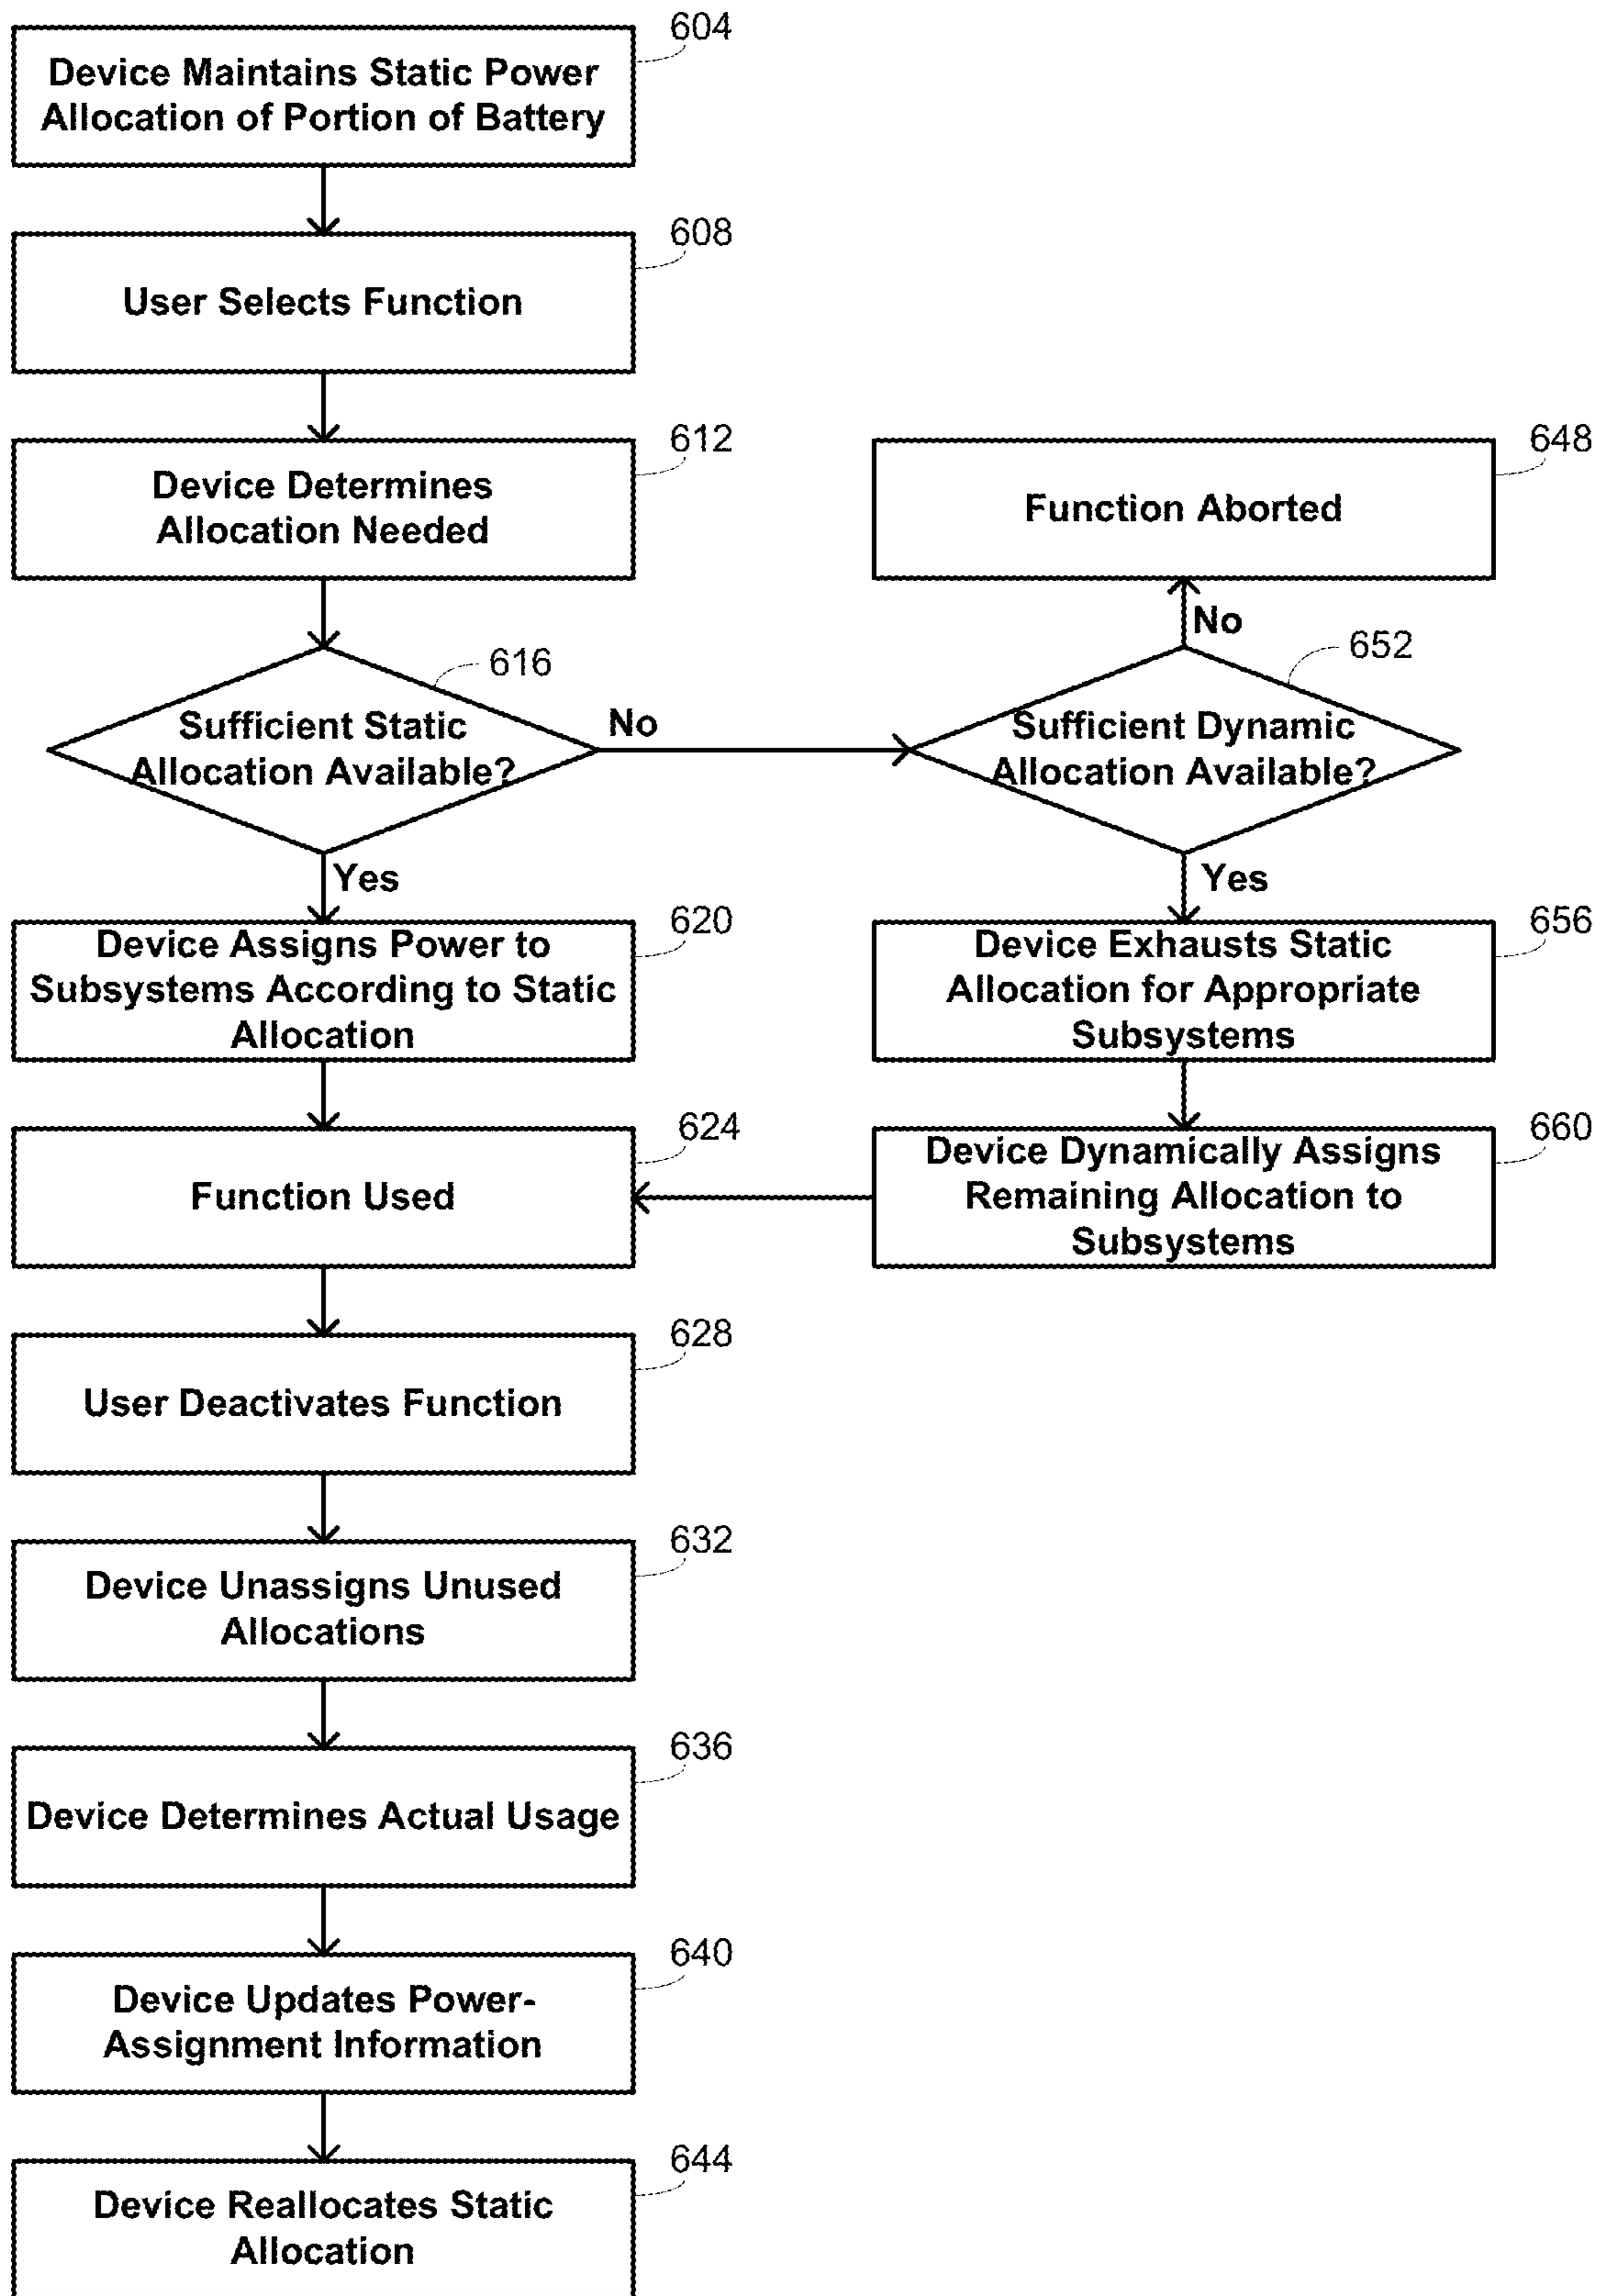 604
Device Maintains Static Power
Allocation of Portion of Battery
608
User Selects Function
612
Device Determines
Allocation Needed
648
Function Aborted
No
616
Sufficient Static
Allocation Available?
No
652
Sufficient Dynamic
Allocation Available?
Yes
Yes
620
Device Assigns Power to
Subsystems According to Static
Allocation
656
Device Exhausts Static
Allocation for Appropriate
Subsystems
624
Function Used
660
Device Dynamically Assigns
Remaining Allocation to
Subsystems
628
User Deactivates Function
632
Device Unassigns Unused
Allocations
636
Device Determines Actual Usage
640
Device Updates Power-
Assignment Information
644
Device Reallocates Static
Allocation